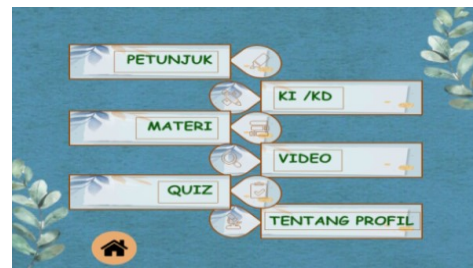 PETUNJUK
KI /KD
MATERI
VIDEO
QUIZ
TENTANG PROFIL